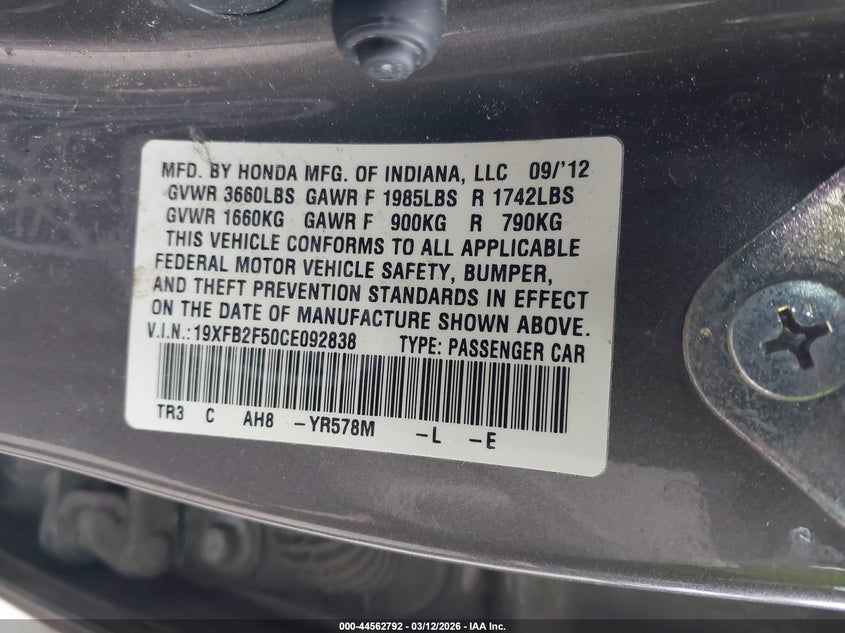 MFD. BY HONDA MFG. OF INDIANA, LLC 09/'12
GVWR 3660LBS GAWR F 1985LBS R 1742LBS
GVWR 1660KG GAWR F 900KG R 790KG
THIS VEHICLE CONFORMS TO ALL APPLICABLE
FEDERAL MOTOR VEHICLE SAFETY, BUMPER,
AND THEFT PREVENTION STANDARDS IN EFFECT
ON THE DATE OF MANUFACTURE SHOWN ABOVE.
V.I.N.:19XFB2F50CE092838 TYPE: PASSENGER CAR
TR3 C AH8 -YR578M -L -E
000-44562792 - 03/12/2026 - IAA Inc.